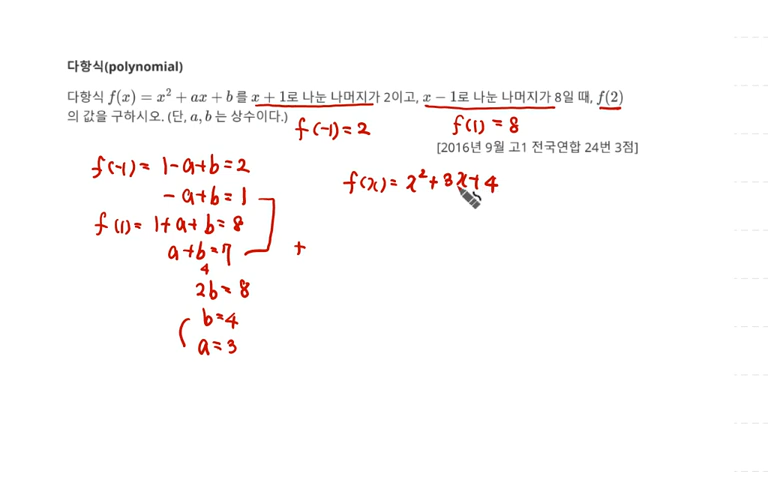 다항식(polynomial)
다항식 f(x) = x² + ax + b 를 x + 1로 나눈 나머지가 2이고, x − 1로 나눈 나머지가 8일 때, f(2)
의 값을 구하시오. (단, a, b 는 상수이다.)
f(-1) = 2
f(1) = 8
[2016년 9월 고1 전국연합 24번 3점]
f(-1) = 1-a+b = 2
-a+b = 1
f(1) = 1+a+b = 8
a+b = 7
4
+
2b = 8
b = 4
a = 3
f(x) = x² + 3x + 4